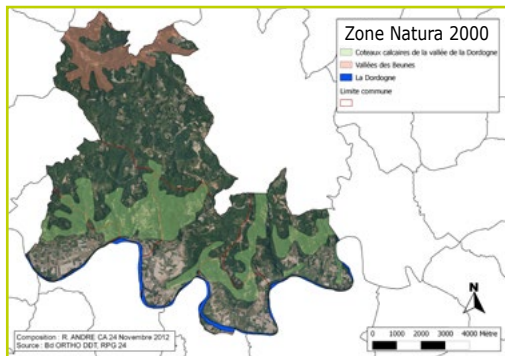 Zone Natura 2000
Coteaux calcaires de la vallée de la Dordogne
Vallées des Beunes
La Dordogne
Limite commune
N
0 1000 2000 3000 4000 Mètre
Composition : R. ANDRE CA 24 Novembre 2012
Source : Bd ORTHO DDT, RPG 24